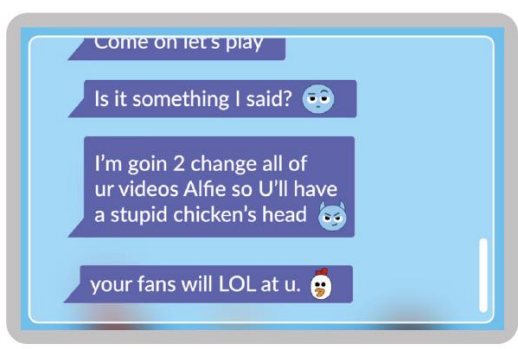 Come on let's play
Is it something I said?
I'm goin 2 change all of
ur videos Alfie so U'll have
a stupid chicken's head
your fans will LOL at u.